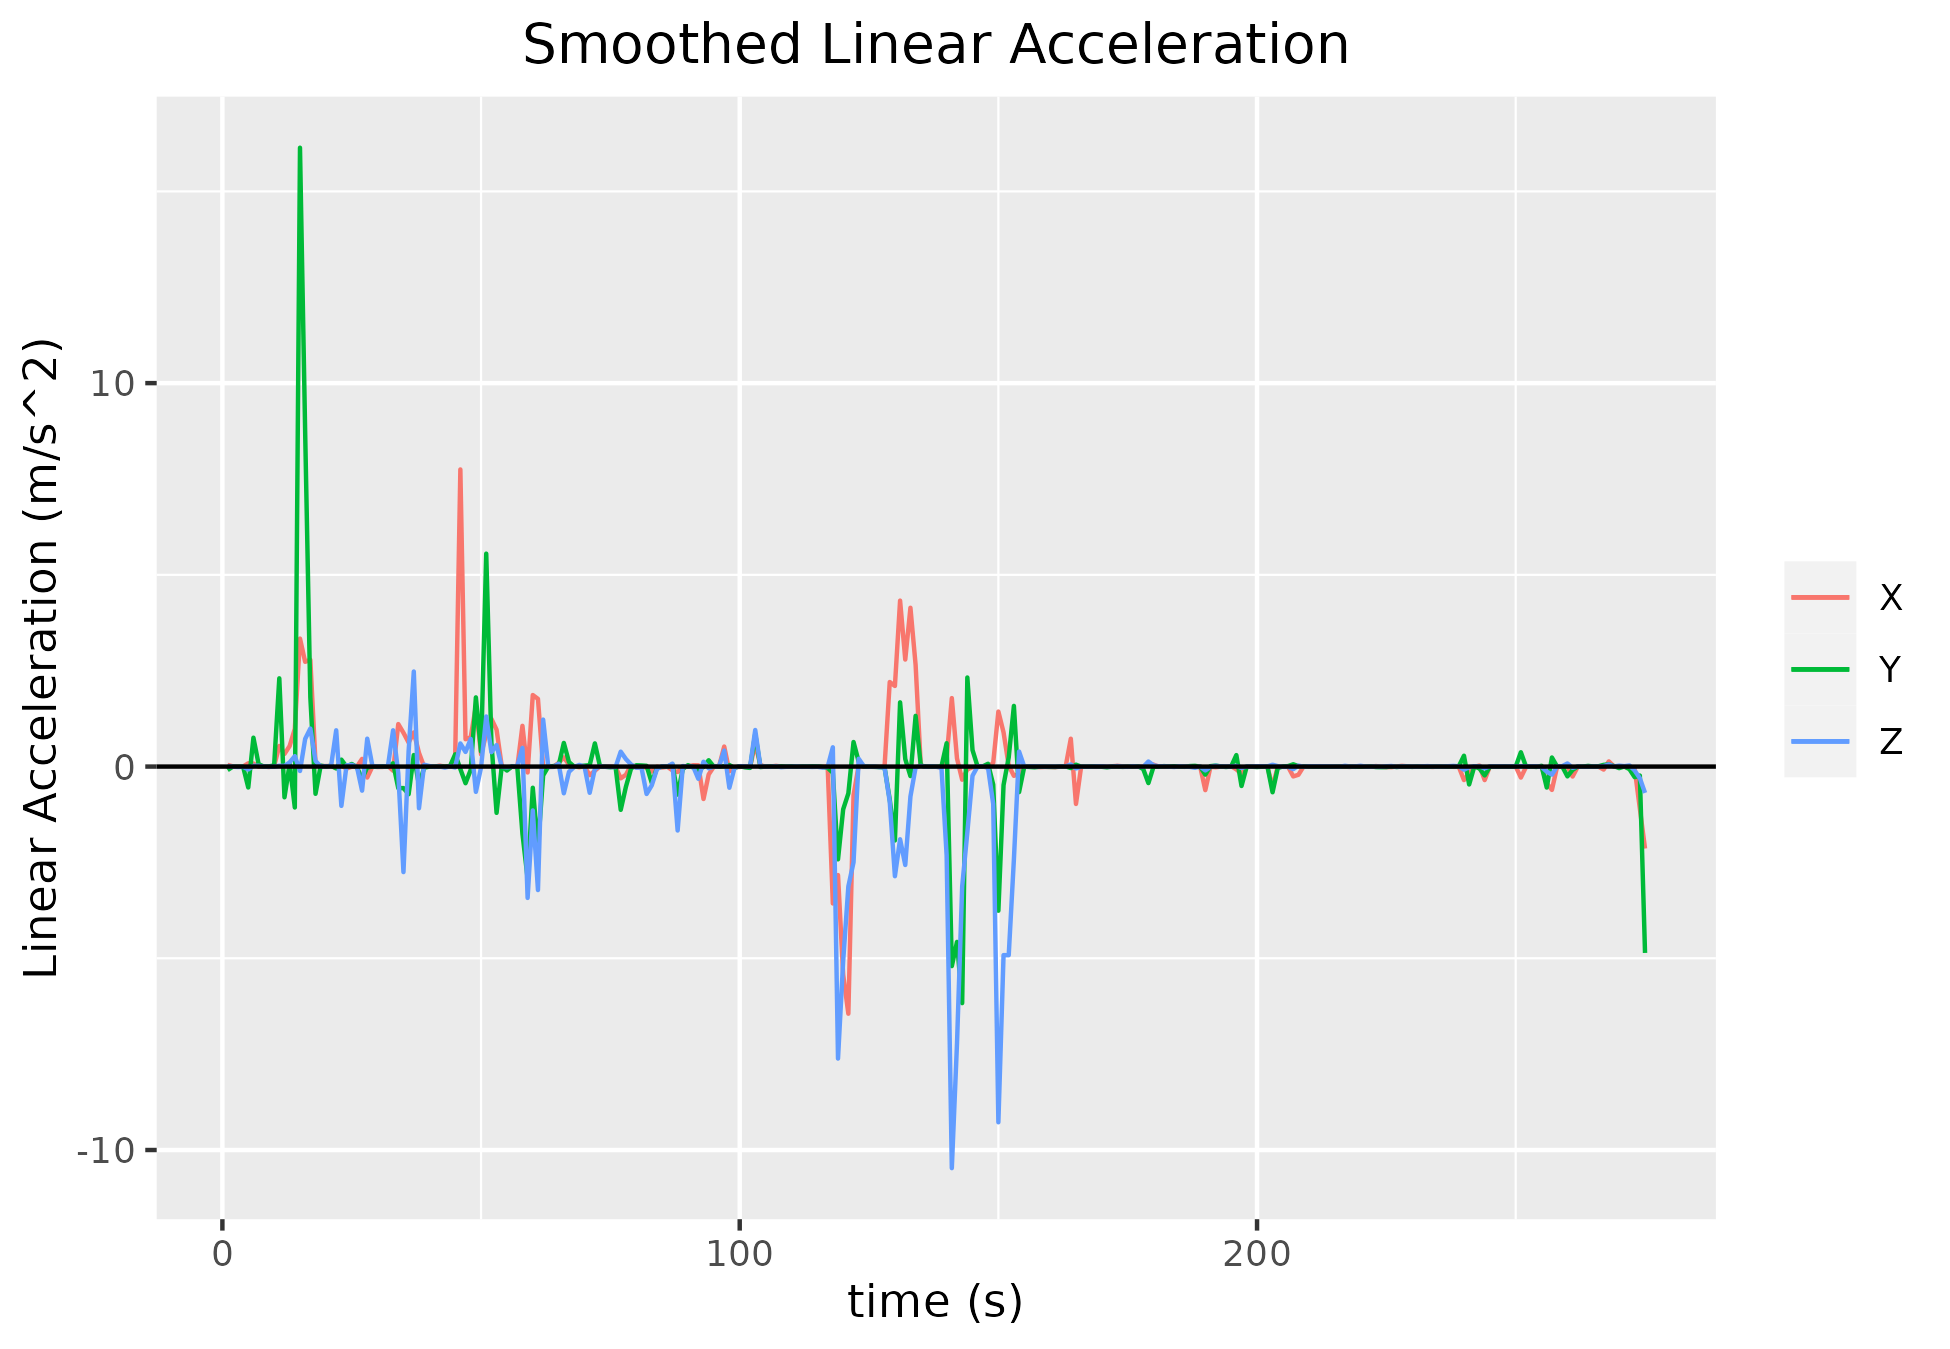 Smoothed Linear Acceleration
Linear Acceleration (m/s^2)
10
0
-10
0
100
200
time (s)
X
Y
Z